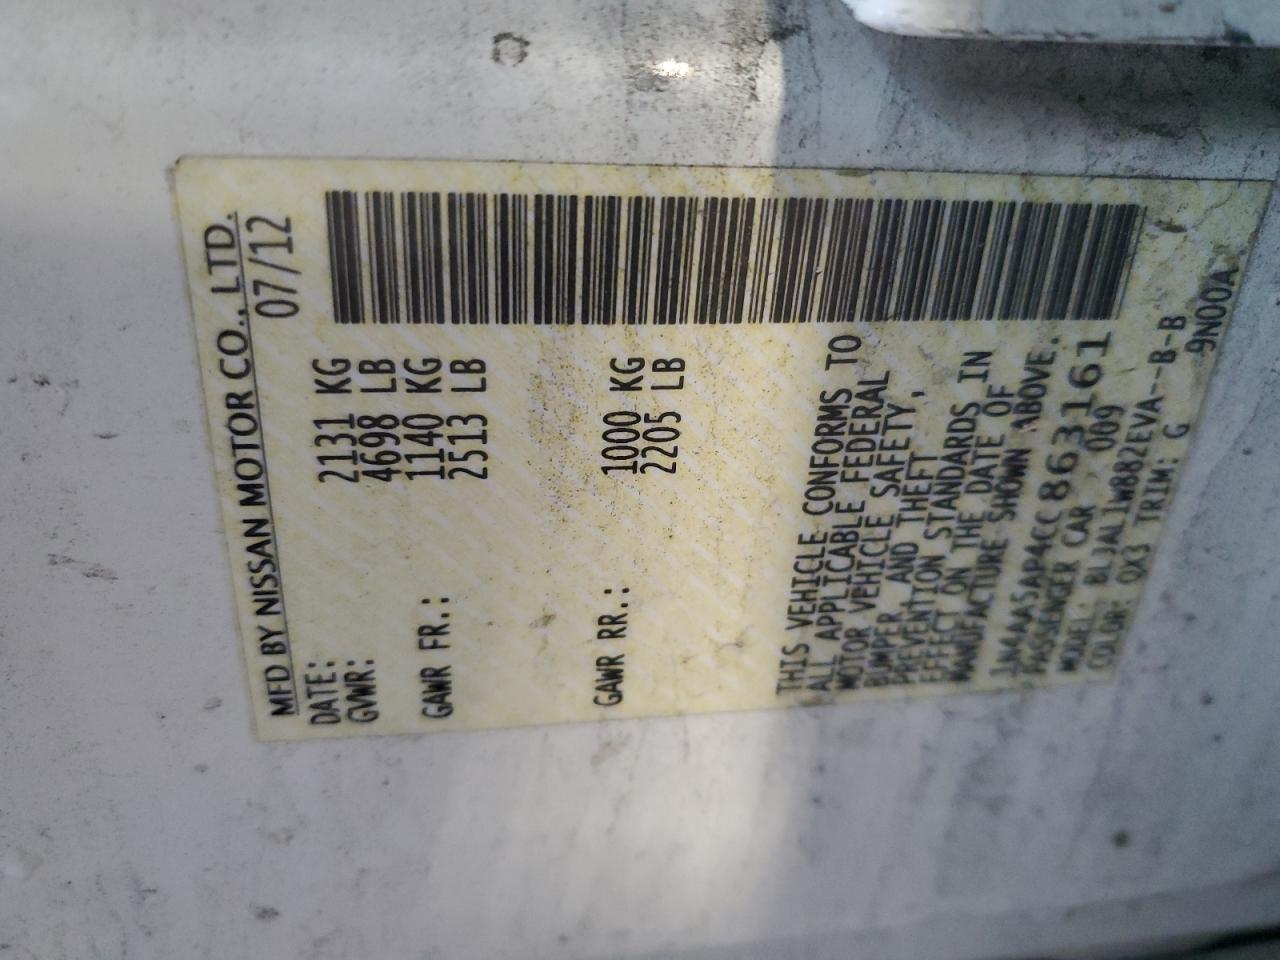 MFD BY NISSAN MOTOR CO., LTD.
DATE: 07/12
GVWR: 2131 KG
4698 LB
GAWR FR.: 1140 KG
2513 LB
GAWR RR.: 1000 KG
2205 LB
THIS VEHICLE CONFORMS TO
ALL APPLICABLE FEDERAL
MOTOR VEHICLE SAFETY,
BUMPER, AND THEFT
PREVENTION STANDARDS IN
EFFECT ON THE DATE OF
MANUFACTURE SHOWN ABOVE.
1N4AA5AP4CC863161
PASSENGER CAR 009
MODEL: BLJALVW882EVA--B-B
COLOR: QX3 TRIM: G 9N00A